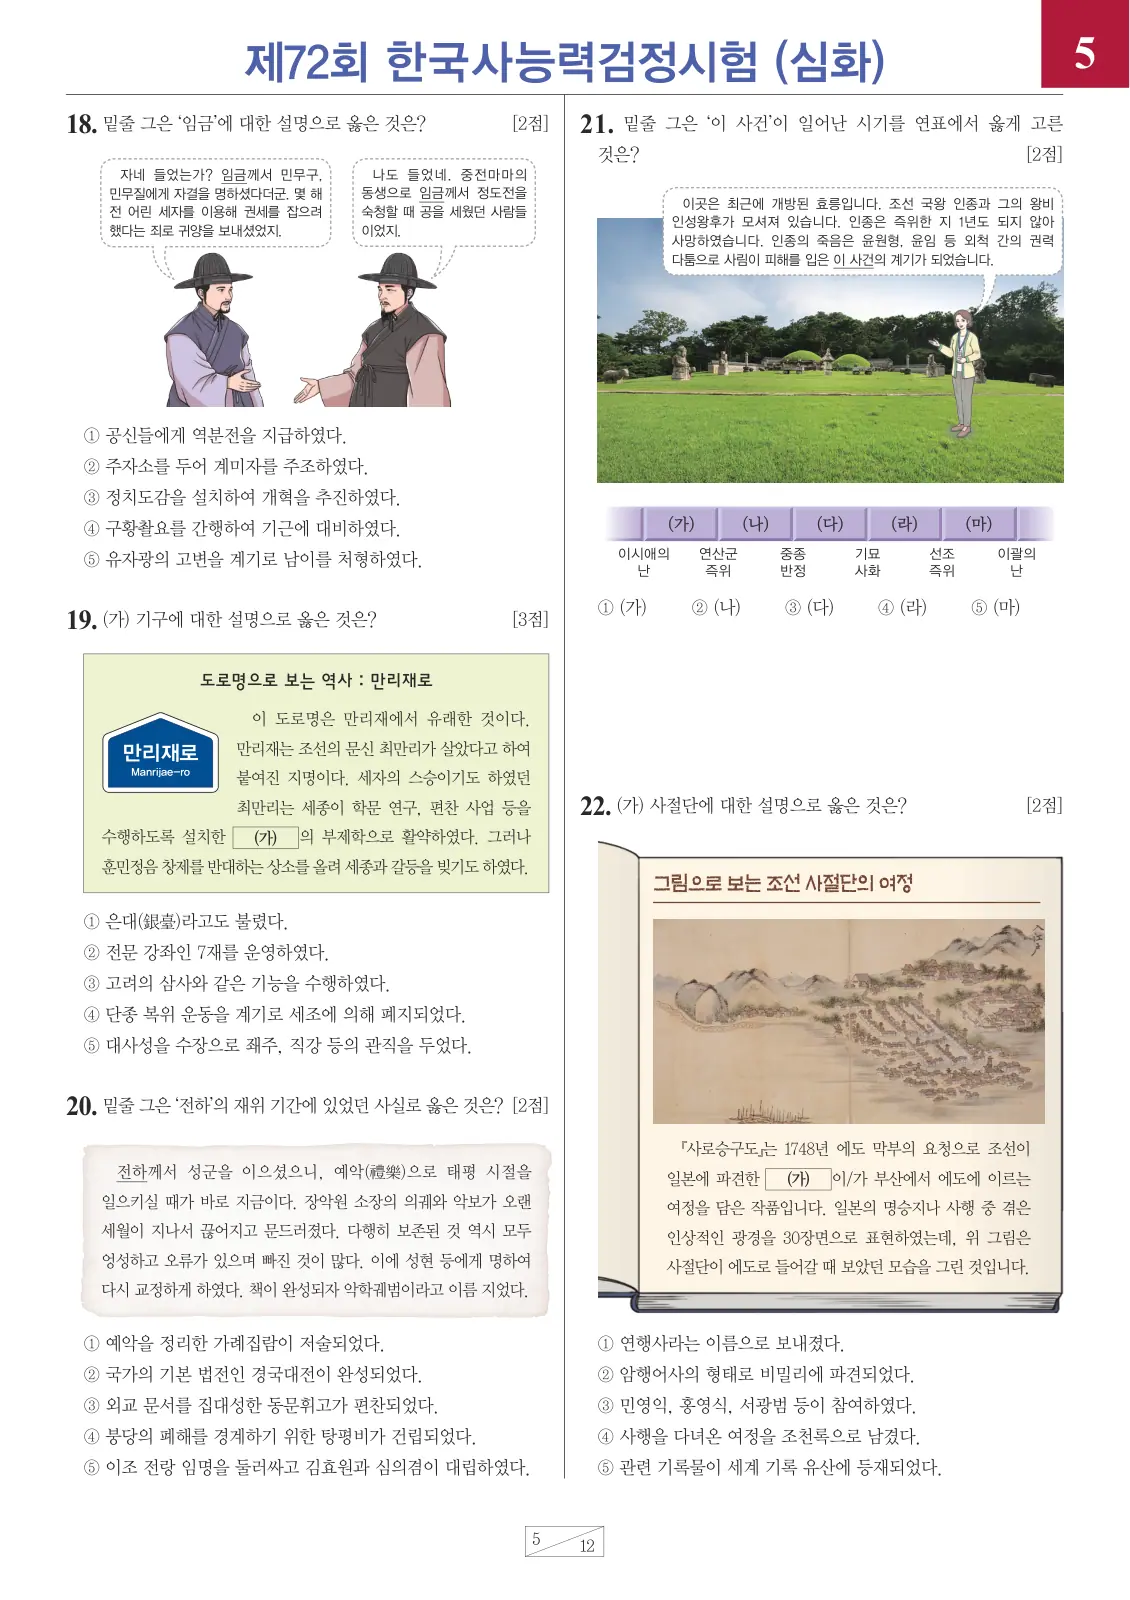 제72회 한국사능력검정시험 (심화)
5
18. 밑줄 그은 ‘임금’에 대한 설명으로 옳은 것은? [2점]
자네 들었는가? 임금께서 민무구,
민무질에게 자결을 명하셨다더군. 몇 해
전 어린 세자를 이용해 권세를 잡으려
했다는 죄로 귀양을 보내셨었지.
나도 들었네. 중전마마의
동생으로 임금께서 정도전을
숙청할 때 공을 세웠던 사람들
이었지.
① 공신들에게 역분전을 지급하였다.
② 주자소를 두어 계미자를 주조하였다.
③ 정치도감을 설치하여 개혁을 추진하였다.
④ 구황촬요를 간행하여 기근에 대비하였다.
⑤ 유자광의 고변을 계기로 남이를 처형하였다.
19. (가) 기구에 대한 설명으로 옳은 것은? [3점]
도로명으로 보는 역사 : 만리재로
만리재로
Manrijae-ro
이 도로명은 만리재에서 유래한 것이다.
만리재는 조선의 문신 최만리가 살았다고 하여
붙여진 지명이다. 세자의 스승이기도 하였던
최만리는 세종이 학문 연구, 편찬 사업 등을
수행하도록 설치한 (가) 의 부제학으로 활약하였다. 그러나
훈민정음 창제를 반대하는 상소를 올려 세종과 갈등을 빚기도 하였다.
① 은대(銀臺)라고도 불렸다.
② 전문 강좌인 7재를 운영하였다.
③ 고려의 삼사와 같은 기능을 수행하였다.
④ 단종 복위 운동을 계기로 세조에 의해 폐지되었다.
⑤ 대사성을 수장으로 좨주, 직강 등의 관직을 두었다.
20. 밑줄 그은 ‘전하’의 재위 기간에 있었던 사실로 옳은 것은? [2점]
전하께서 성군을 이으셨으니, 예악(禮樂)으로 태평 시절을
일으키실 때가 바로 지금이다. 장악원 소장의 의궤와 악보가 오랜
세월이 지나서 끊어지고 문드러졌다. 다행히 보존된 것 역시 모두
엉성하고 오류가 있으며 빠진 것이 많다. 이에 성현 등에게 명하여
다시 교정하게 하였다. 책이 완성되자 악학궤범이라고 이름 지었다.
① 예악을 정리한 가례집람이 저술되었다.
② 국가의 기본 법전인 경국대전이 완성되었다.
③ 외교 문서를 집대성한 동문휘고가 편찬되었다.
④ 붕당의 폐해를 경계하기 위한 탕평비가 건립되었다.
⑤ 이조 전랑 임명을 둘러싸고 김효원과 심의겸이 대립하였다.
21. 밑줄 그은 ‘이 사건’이 일어난 시기를 연표에서 옳게 고른
것은? [2점]
이곳은 최근에 개방된 효릉입니다. 조선 국왕 인종과 그의 왕비
인성왕후가 모셔져 있습니다. 인종은 즉위한 지 1년도 되지 않아
사망하였습니다. 인종의 죽음은 윤원형, 윤임 등 외척 간의 권력
다툼으로 사림이 피해를 입은 이 사건의 계기가 되었습니다.
(가) (나) (다) (라) (마)
이시애의 연산군 중종 기묘 선조 이괄의
난 즉위 반정 사화 즉위 난
① (가) ② (나) ③ (다) ④ (라) ⑤ (마)
22. (가) 사절단에 대한 설명으로 옳은 것은? [2점]
그림으로 보는 조선 사절단의 여정
『사로승구도』는 1748년 에도 막부의 요청으로 조선이
일본에 파견한 (가) 이/가 부산에서 에도에 이르는
여정을 담은 작품입니다. 일본의 명승지나 사행 중 겪은
인상적인 광경을 30장면으로 표현하였는데, 위 그림은
사절단이 에도로 들어갈 때 보았던 모습을 그린 것입니다.
① 연행사라는 이름으로 보내졌다.
② 암행어사의 형태로 비밀리에 파견되었다.
③ 민영익, 홍영식, 서광범 등이 참여하였다.
④ 사행을 다녀온 여정을 조천록으로 남겼다.
⑤ 관련 기록물이 세계 기록 유산에 등재되었다.
5 12